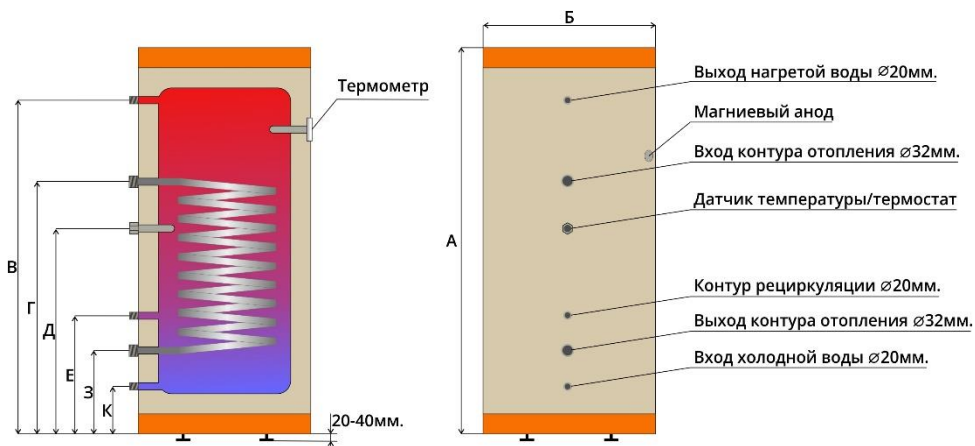 Б
Термометр
Выход нагретой воды ⌀20мм.
Магниевый анод
Вход контура отопления ⌀32мм.
Датчик температуры/термостат
А
В
Г
Д
Контур рециркуляции ⌀20мм.
Выход контура отопления ⌀32мм.
Вход холодной воды ⌀20мм.
Е
З
К
20-40мм.